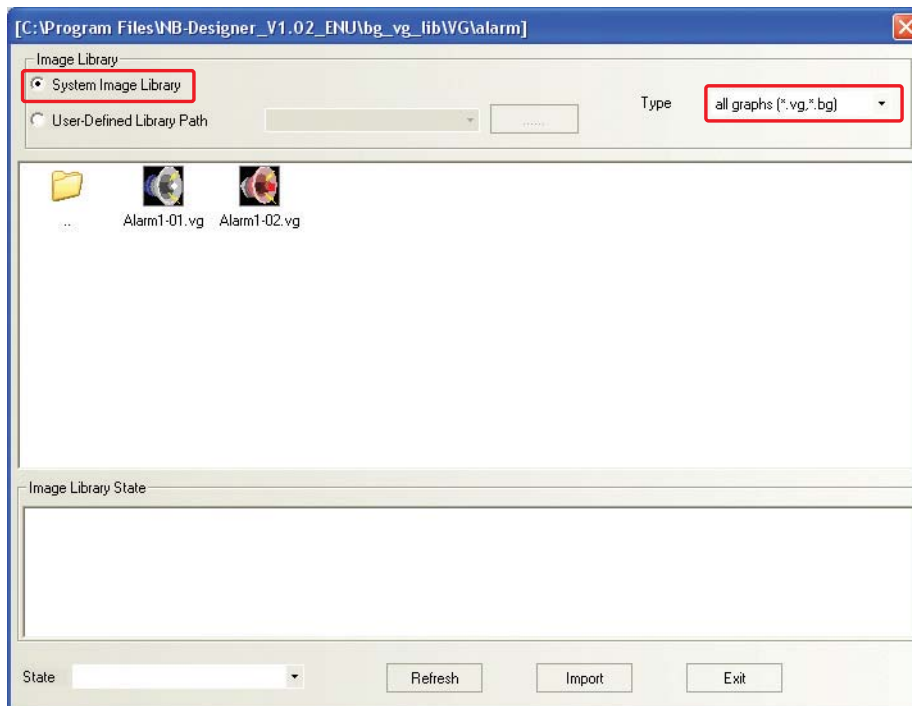 [C:\Program Files\NB-Designer_V1.02_ENU\bg_vg_lib\VG\alarm]
Image Library
System Image Library
User-Defined Library Path
......
Type
all graphs (*.vg,*.bg)
..
Alarm1-01.vg
Alarm1-02.vg
Image Library State
State
Refresh
Import
Exit